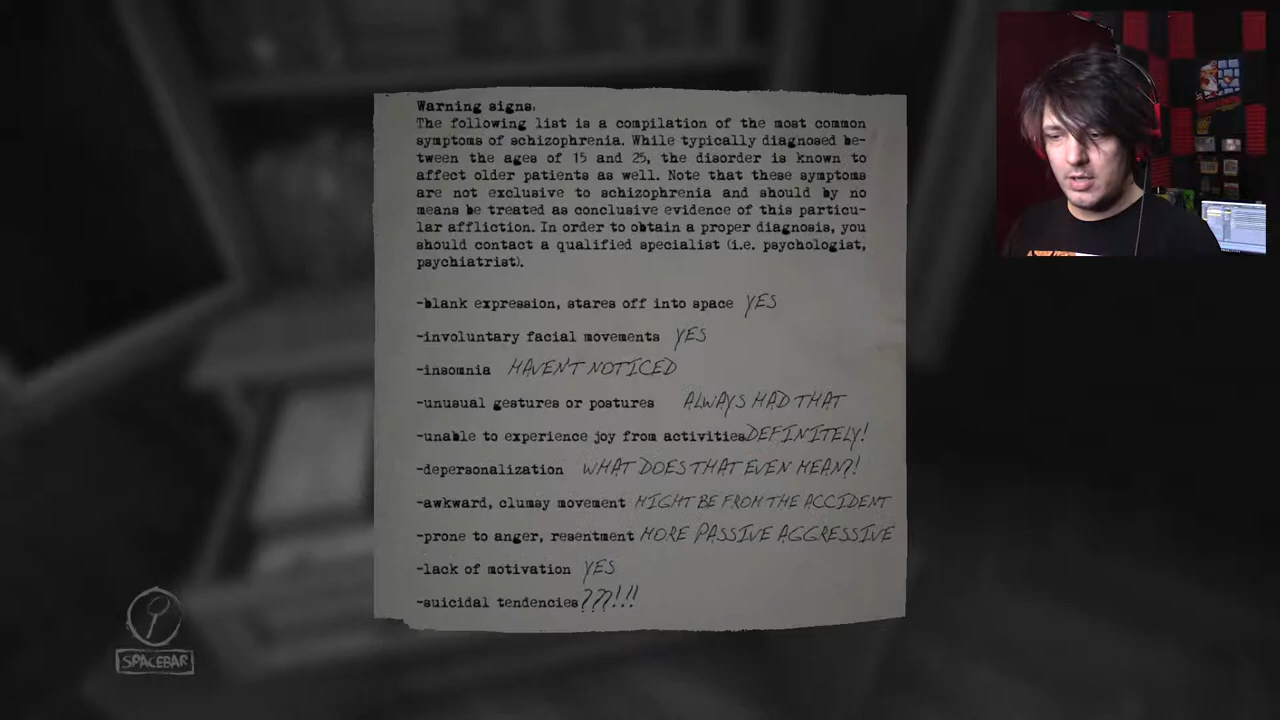 Warning signs.
The following list is a compilation of the most common
symptoms of schizophrenia. While typically diagnosed be-
tween the ages of 15 and 25, the disorder is known to
affect older patients as well. Note that these symptoms
are not exclusive to schizophrenia and should by no
means be treated as conclusive evidence of this particu-
lar affliction. In order to obtain a proper diagnosis, you
should contact a qualified specialist (i.e. psychologist,
psychiatrist).
-blank expression, stares off into space YES
-involuntary facial movements YES
-insomnia HAVEN'T NOTICED
-unusual gestures or postures ALWAYS HAD THAT
-unable to experience joy from activities DEFINITELY!
-depersonalization WHAT DOES THAT EVEN MEAN?!
-awkward, clumsy movement MIGHT BE FROM THE ACCIDENT
-prone to anger, resentment MORE PASSIVE AGGRESSIVE
-lack of motivation YES
-suicidal tendencies???!!!
SPACEBAR